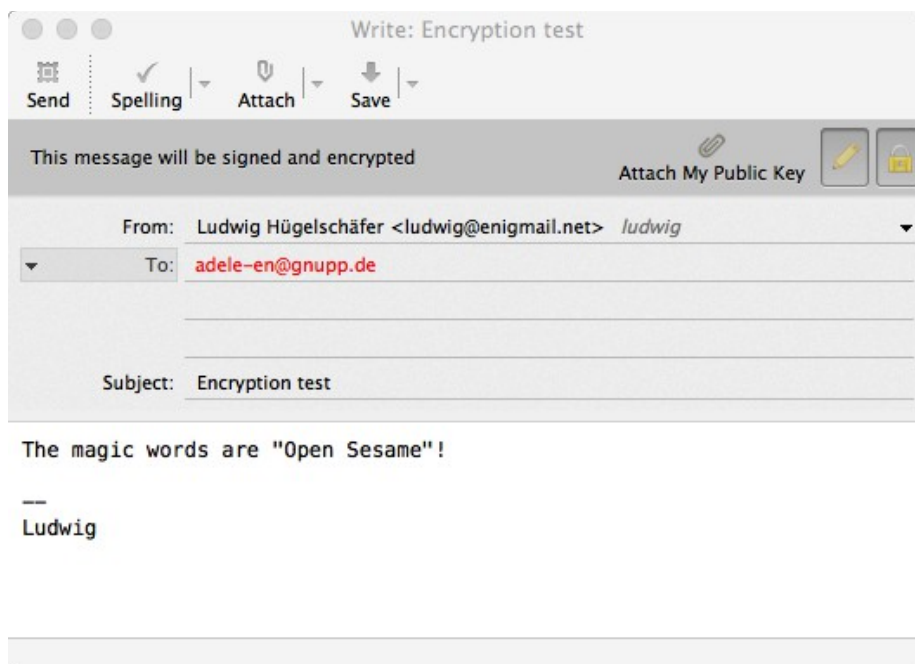 Write: Encryption test
Send Spelling Attach Save
This message will be signed and encrypted
Attach My Public Key
From: Ludwig Hügelschäfer <ludwig@enigmail.net> ludwig
To: adele-en@gnupp.de
Subject: Encryption test
The magic words are "Open Sesame"!
--
Ludwig